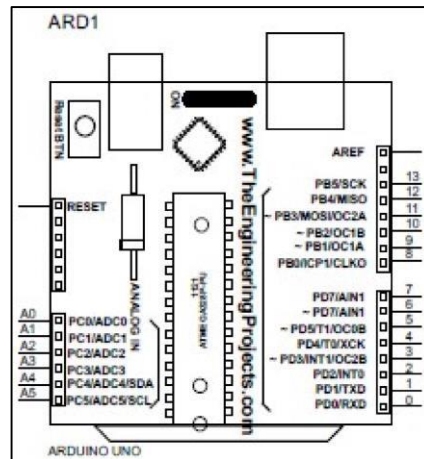 ARD1
Reset BTN
ON
www.TheEngineeringProjects.com
AREF
RESET
PB5/SCK 13
PB4/MISO 12
~PB3/MOSI/OC2A 11
~ PB2/OC1B 10
~ PB1/OC1A 9
PB0/ICP1/CLKO 8
ANALOG IN
A0 PC0/ADC0
A1 PC1/ADC1
A2 PC2/ADC2
A3 PC3/ADC3
A4 PC4/ADC4/SDA
A5 PC5/ADC5/SCL
PD7/AIN1 7
~ PD7/AIN1 6
~ PD5/T1/OC0B 5
PD4/T0/XCK 4
~ PD3/INT1/OC2B 3
PD2/INT0 2
PD1/TXD 1
PD0/RXD 0
ARDUINO UNO